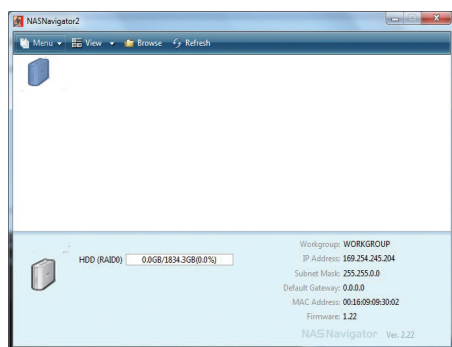 NASNavigator2
Menu View Browse Refresh
HDD (RAID0) 0.0GB/1834.3GB(0.0%)
Workgroup: WORKGROUP
IP Address: 169.254.245.204
Subnet Mask: 255.255.0.0
Default Gateway: 0.0.0.0
MAC Address: 00:16:09:09:30:02
Firmware: 1.22
NASNavigator Ver. 2.22